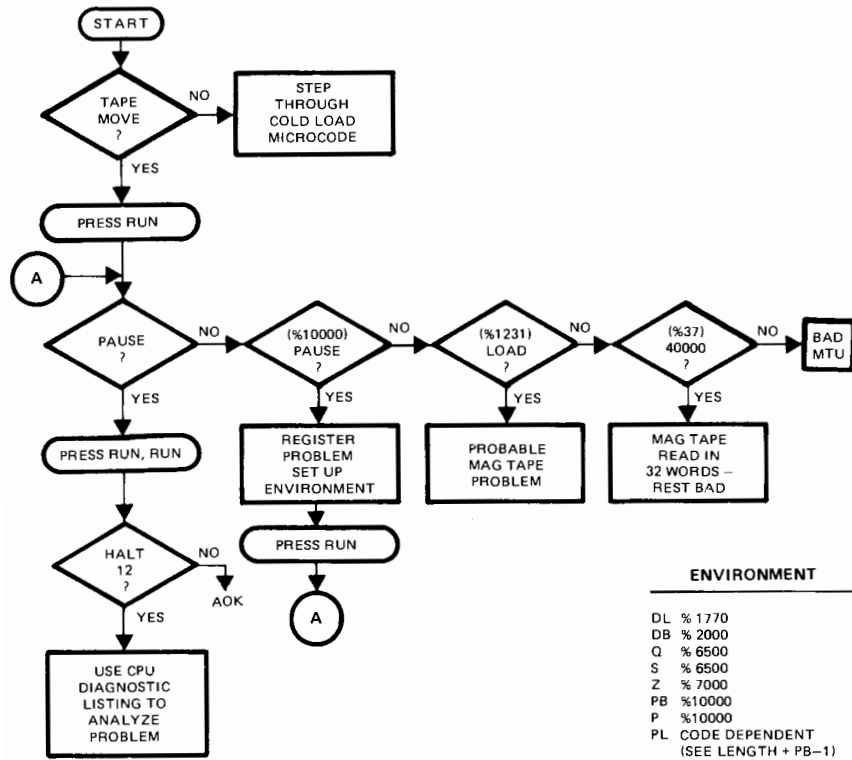 START
TAPE
MOVE
?
NO
STEP
THROUGH
COLD LOAD
MICROCODE
YES
PRESS RUN
A
PAUSE
?
NO
(%10000)
PAUSE
?
NO
(%1231)
LOAD
?
NO
(%37)
40000
?
NO
BAD
MTU
YES
YES
YES
YES
PRESS RUN, RUN
REGISTER
PROBLEM
SET UP
ENVIRONMENT
PROBABLE
MAG TAPE
PROBLEM
MAG TAPE
READ IN
32 WORDS –
REST BAD
HALT
12
?
NO
AOK
PRESS RUN
A
YES
USE CPU
DIAGNOSTIC
LISTING TO
ANALYZE
PROBLEM
ENVIRONMENT
DL % 1770
DB % 2000
Q % 6500
S % 6500
Z % 7000
PB %10000
P %10000
PL CODE DEPENDENT
(SEE LENGTH + PB–1)